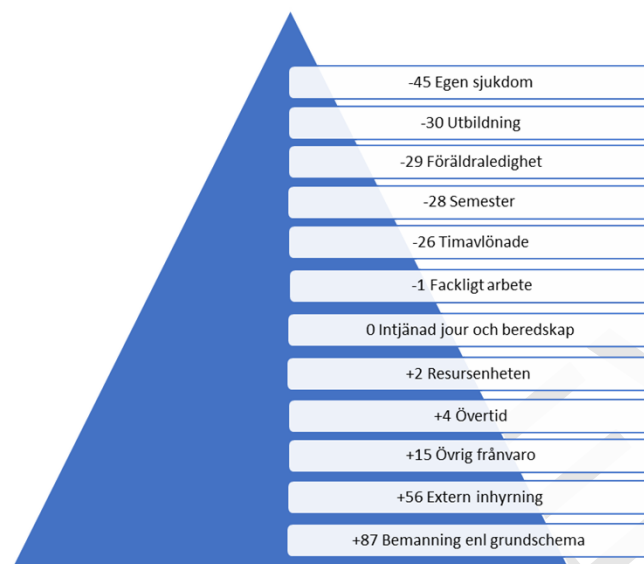 -45 Egen sjukdom
-30 Utbildning
-29 Föräldraledighet
-28 Semester
-26 Timavlönade
-1 Fackligt arbete
0 Intjänad jour och beredskap
+2 Resursenheten
+4 Övertid
+15 Övrig frånvaro
+56 Extern inhyrning
+87 Bemanning enl grundschema